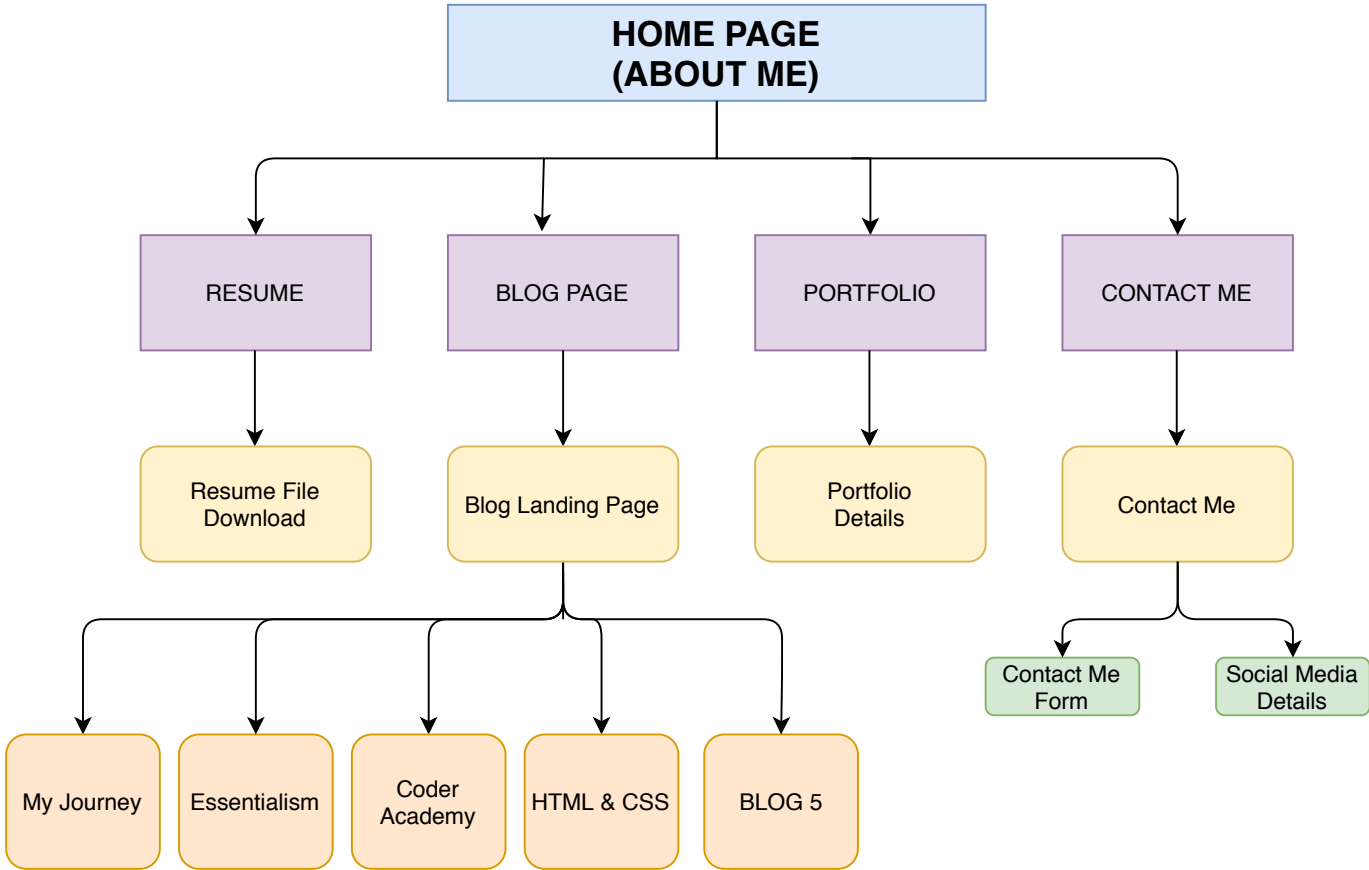 HOME PAGE
(ABOUT ME)
RESUME
BLOG PAGE
PORTFOLIO
CONTACT ME
Resume File
Download
Blog Landing Page
Portfolio
Details
Contact Me
Contact Me
Form
Social Media
Details
My Journey
Essentialism
Coder
Academy
HTML & CSS
BLOG 5